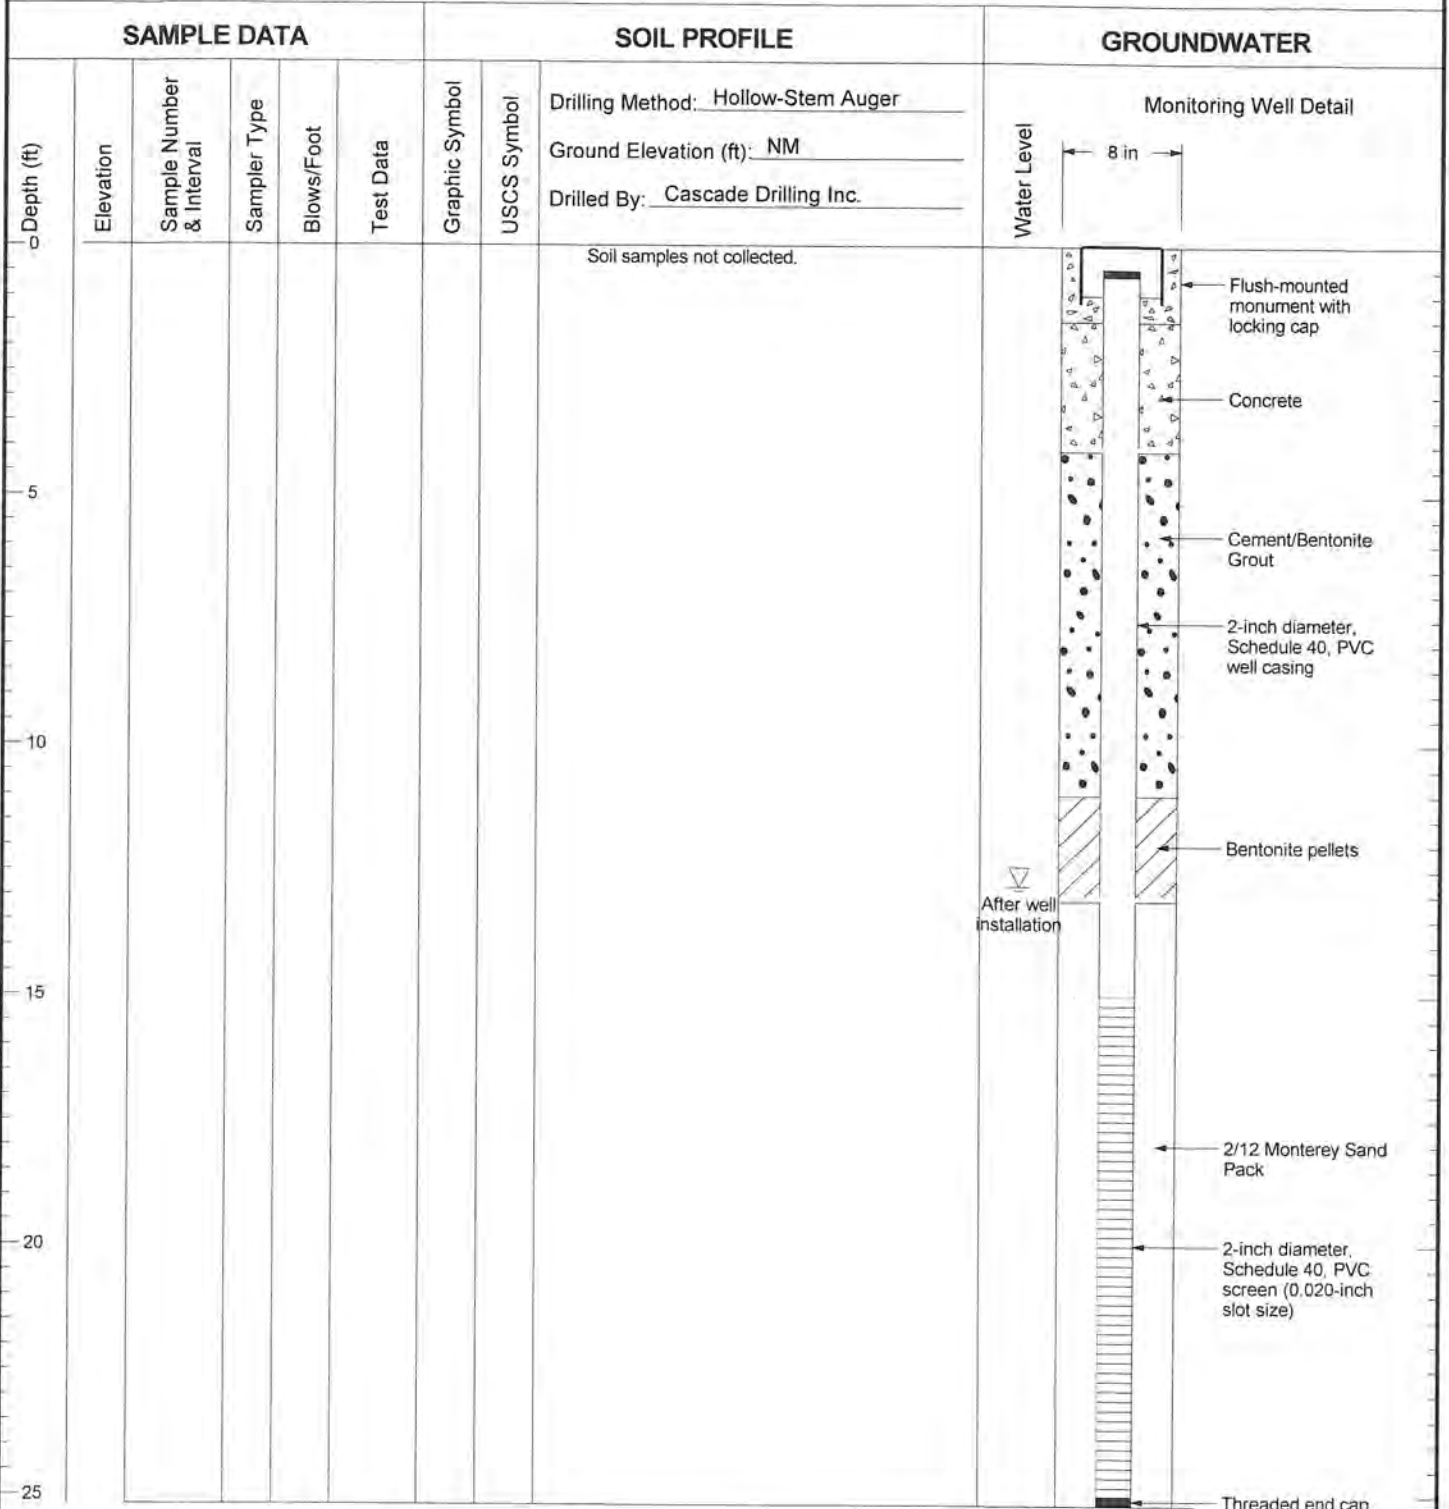 SAMPLE DATA
SOIL PROFILE
GROUNDWATER
Depth (ft)
Elevation
Sample Number
& Interval
Sampler Type
Blows/Foot
Test Data
Graphic Symbol
USCS Symbol
Drilling Method: Hollow-Stem Auger
Ground Elevation (ft): NM
Drilled By: Cascade Drilling Inc.
Water Level
Monitoring Well Detail
8 in
0
Soil samples not collected.
Flush-mounted
monument with
locking cap
Concrete
5
Cement/Bentonite
Grout
2-inch diameter,
Schedule 40, PVC
well casing
10
Bentonite pellets
After well
installation
15
2/12 Monterey Sand
Pack
20
2-inch diameter,
Schedule 40, PVC
screen (0.020-inch
slot size)
25
Threaded end cap